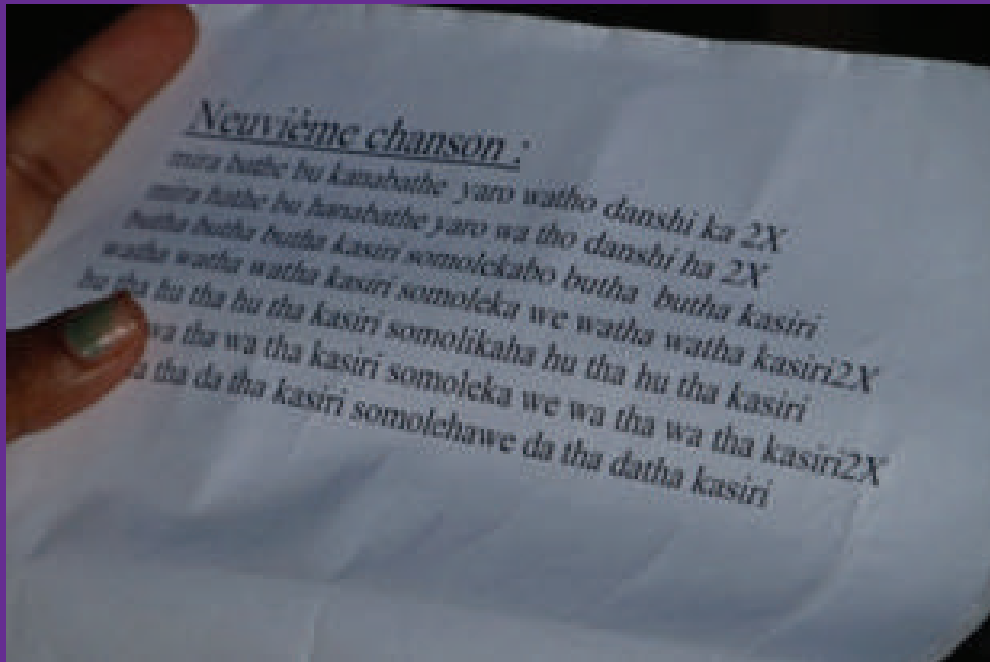 Neuvième chanson :
mira bathe bu kanabathe yaro watho danshi ka 2X
mira hathe bu hanabathe yaro wa tho danshi ha 2X
butha butha butha kasiri somolekabo butha butha kasiri
watha watha watha kasiri somoleka we watha watha kasiri2X
hu tha hu tha hu tha kasiri somolikaha hu tha hu tha kasiri
wa tha wa tha kasiri somoleka we wa tha wa tha kasiri2X
tha da tha kasiri somolehawe da tha datha kasiri